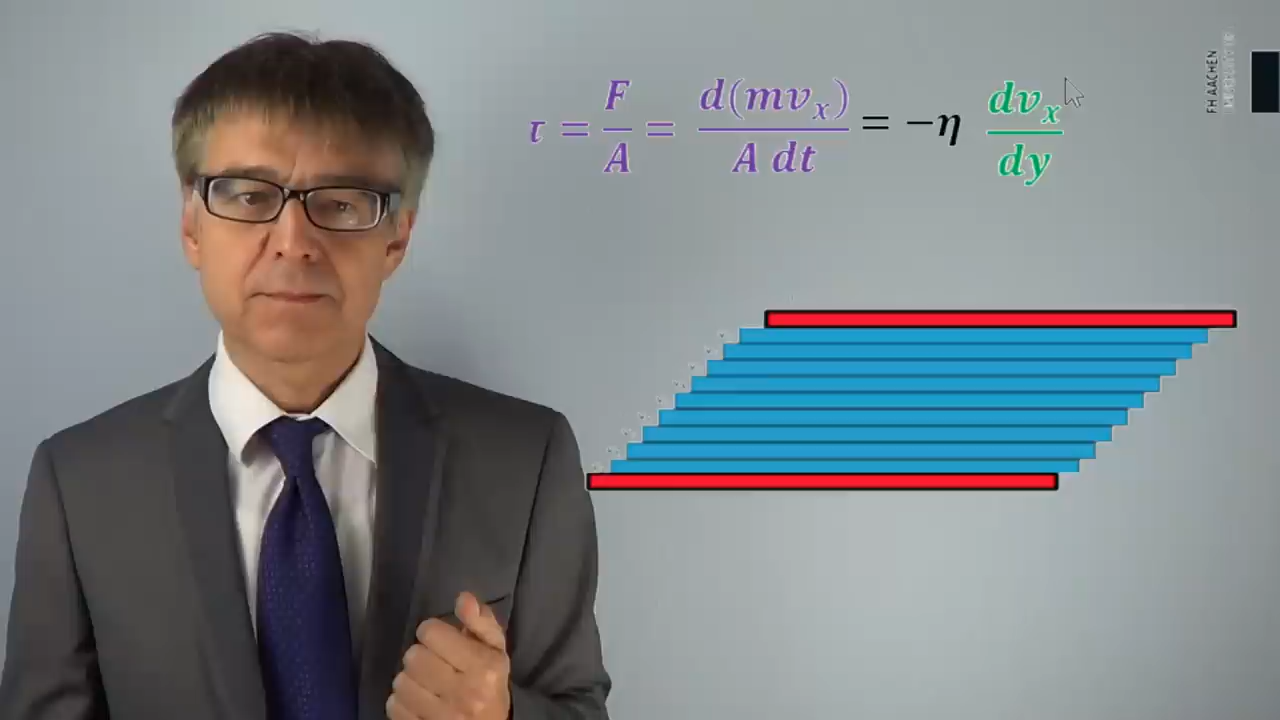 τ = F/A = d(mvₓ)/(A dt) = −η dvₓ/dy
FH AACHEN